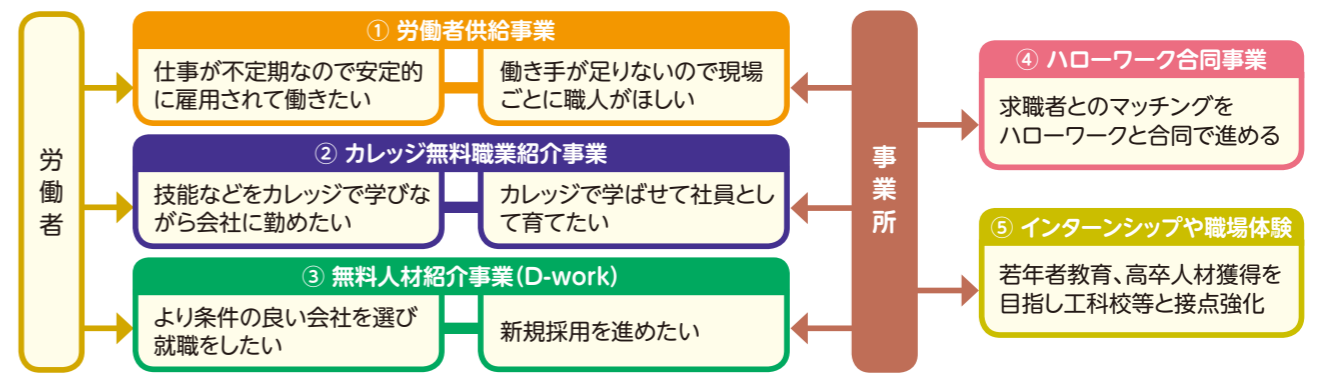 労働者
① 労働者供給事業
仕事が不定期なので安定的
に雇用されて働きたい
働き手が足りないので現場
ごとに職人がほしい
② カレッジ無料職業紹介事業
技能などをカレッジで学びな
がら会社に勤めたい
カレッジで学ばせて社員とし
て育てたい
③ 無料人材紹介事業(D-work)
より条件の良い会社を選び
就職をしたい
新規採用を進めたい
事業所
④ ハローワーク合同事業
求職者とのマッチングを
ハローワークと合同で進める
⑤ インターンシップや職場体験
若年者教育、高卒人材獲得を
目指し工科校等と接点強化